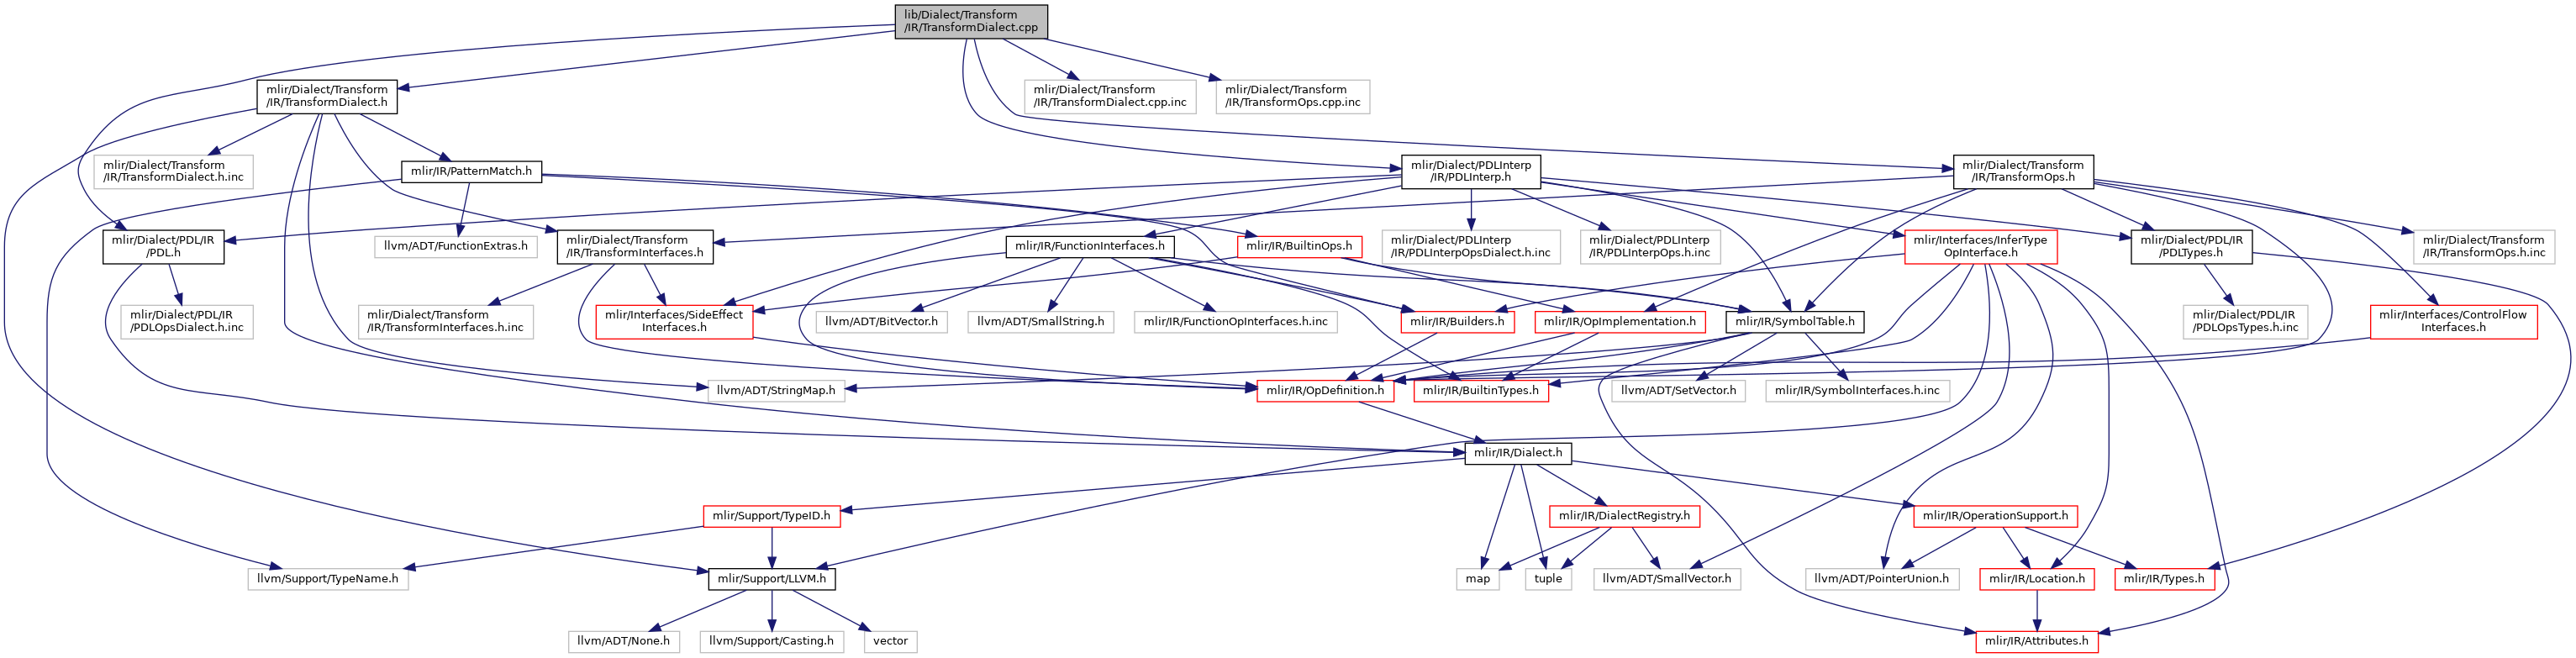 lib/Dialect/Transform
/IR/TransformDialect.cpp
mlir/Dialect/Transform
/IR/TransformDialect.h
mlir/Dialect/Transform
/IR/TransformDialect.cpp.inc
mlir/Dialect/Transform
/IR/TransformOps.cpp.inc
mlir/Dialect/Transform
/IR/TransformDialect.h.inc
mlir/IR/PatternMatch.h
mlir/Dialect/PDLInterp
/IR/PDLInterp.h
mlir/Dialect/Transform
/IR/TransformOps.h
mlir/Dialect/PDL/IR
/PDL.h
llvm/ADT/FunctionExtras.h
mlir/Dialect/Transform
/IR/TransformInterfaces.h
mlir/IR/FunctionInterfaces.h
mlir/IR/BuiltinOps.h
mlir/Dialect/PDLInterp
/IR/PDLInterpOpsDialect.h.inc
mlir/Dialect/PDLInterp
/IR/PDLInterpOps.h.inc
mlir/Interfaces/InferType
OpInterface.h
mlir/Dialect/PDL/IR
/PDLTypes.h
mlir/Dialect/Transform
/IR/TransformOps.h.inc
mlir/Dialect/PDL/IR
/PDLOpsDialect.h.inc
mlir/Dialect/Transform
/IR/TransformInterfaces.h.inc
mlir/Interfaces/SideEffect
Interfaces.h
llvm/ADT/BitVector.h
llvm/ADT/SmallString.h
mlir/IR/FunctionOpInterfaces.h.inc
mlir/IR/Builders.h
mlir/IR/OpImplementation.h
mlir/IR/SymbolTable.h
mlir/Dialect/PDL/IR
/PDLOpsTypes.h.inc
mlir/Interfaces/ControlFlow
Interfaces.h
llvm/ADT/StringMap.h
mlir/IR/OpDefinition.h
mlir/IR/BuiltinTypes.h
llvm/ADT/SetVector.h
mlir/IR/SymbolInterfaces.h.inc
mlir/IR/Dialect.h
mlir/Support/TypeID.h
mlir/IR/DialectRegistry.h
mlir/IR/OperationSupport.h
llvm/Support/TypeName.h
mlir/Support/LLVM.h
map
tuple
llvm/ADT/SmallVector.h
llvm/ADT/PointerUnion.h
mlir/IR/Location.h
mlir/IR/Types.h
llvm/ADT/None.h
llvm/Support/Casting.h
vector
mlir/IR/Attributes.h